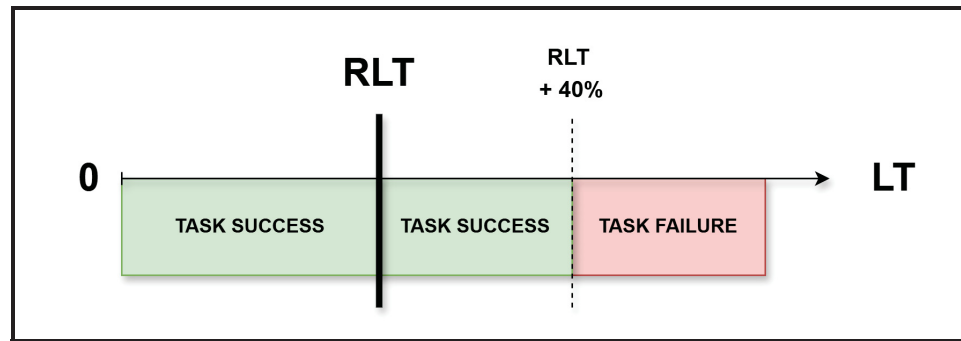 RLT
RLT
+ 40%
0
LT
TASK SUCCESS
TASK SUCCESS
TASK FAILURE